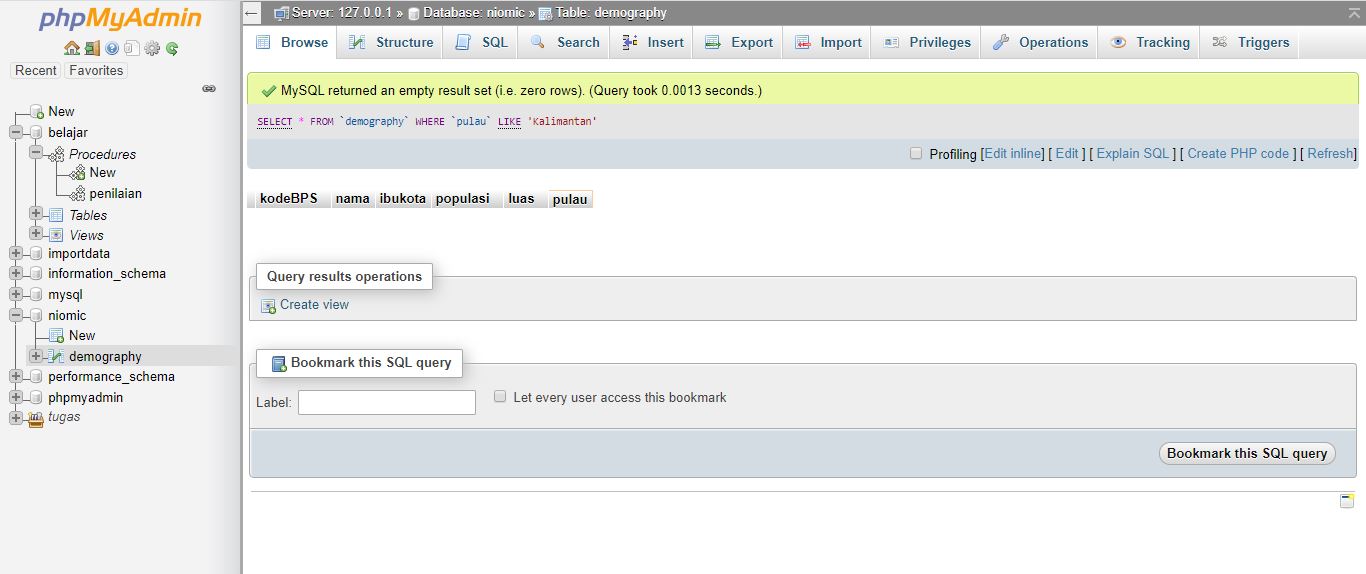 phpMyAdmin
Recent Favorites
New
belajar
Procedures
New
penilaian
Tables
Views
importdata
information_schema
mysql
niomic
New
demography
performance_schema
phpmyadmin
tugas
Server: 127.0.0.1 » Database: niomic » Table: demography
Browse Structure SQL Search Insert Export Import Privileges Operations Tracking Triggers
MySQL returned an empty result set (i.e. zero rows). (Query took 0.0013 seconds.)
SELECT * FROM `demography` WHERE `pulau` LIKE 'Kalimantan'
Profiling [Edit inline] [ Edit ] [ Explain SQL ] [ Create PHP code ] [ Refresh]
kodeBPS nama ibukota populasi luas pulau
Query results operations
Create view
Bookmark this SQL query
Label: Let every user access this bookmark
Bookmark this SQL query